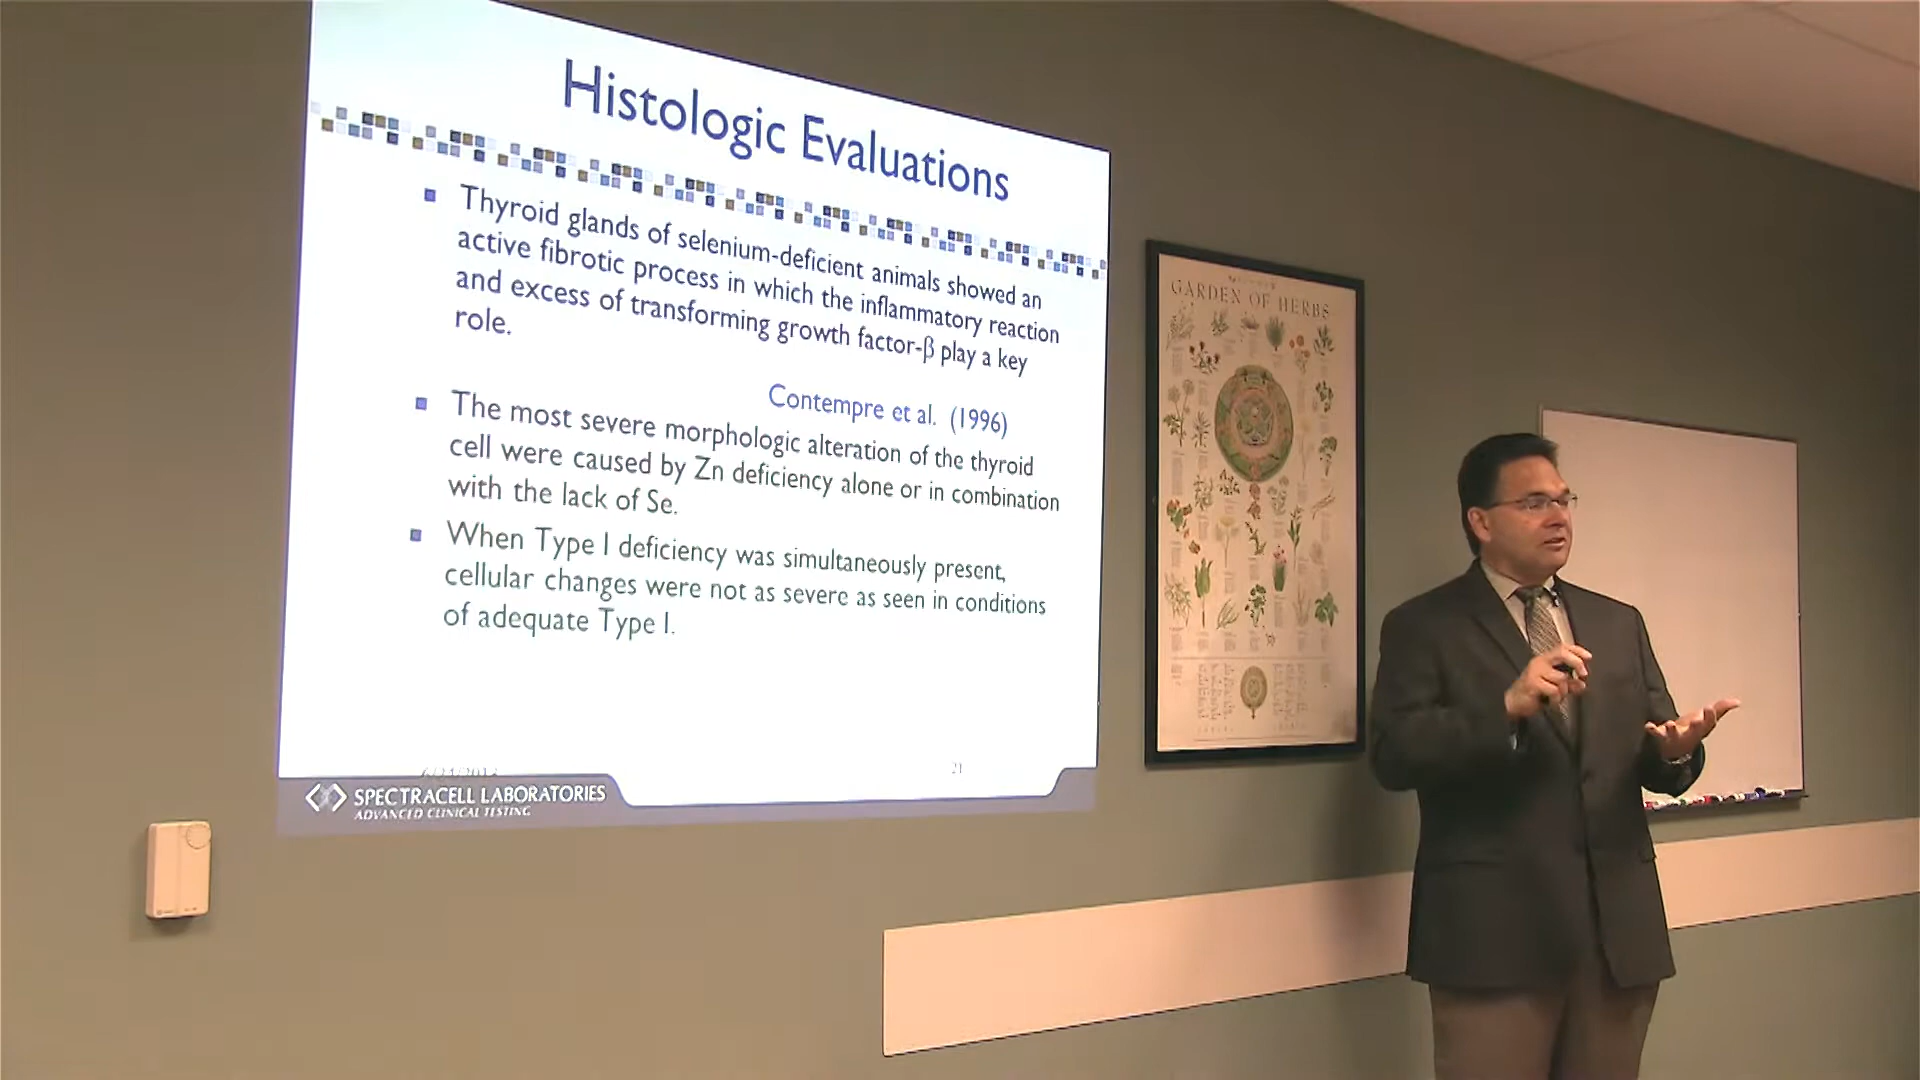 Histologic Evaluations
Thyroid glands of selenium-deficient animals showed an
active fibrotic process in which the inflammatory reaction
and excess of transforming growth factor-β play a key
role.
Contempre et al. (1996)
The most severe morphologic alteration of the thyroid
cell were caused by Zn deficiency alone or in combination
with the lack of Se.
When Type I deficiency was simultaneously present,
cellular changes were not as severe as seen in conditions
of adequate Type I.
21
SPECTRACELL LABORATORIES
ADVANCED CLINICAL TESTING
GARDEN OF HERBS